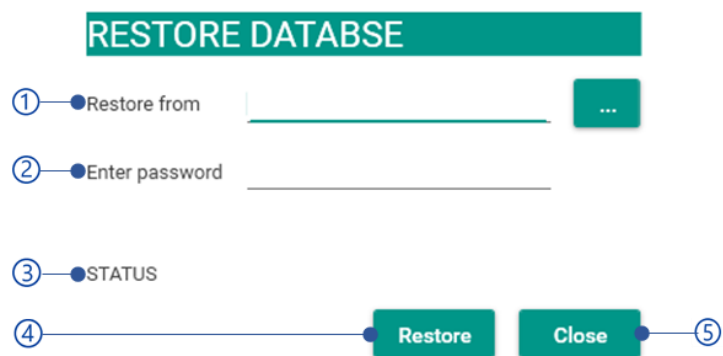 RESTORE DATABSE
① Restore from ...
② Enter password
③ STATUS
④ Restore Close ⑤